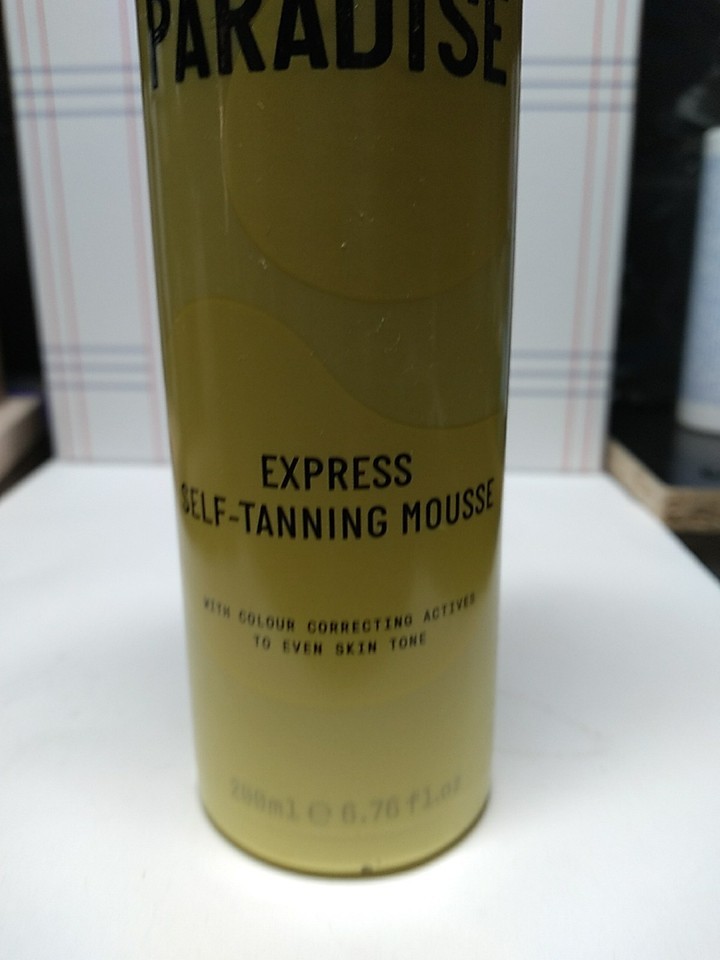 PARADISE
EXPRESS
SELF-TANNING MOUSSE
WITH COLOUR CORRECTING ACTIVES
TO EVEN SKIN TONE
200ml ℮ 6.76 fl.oz